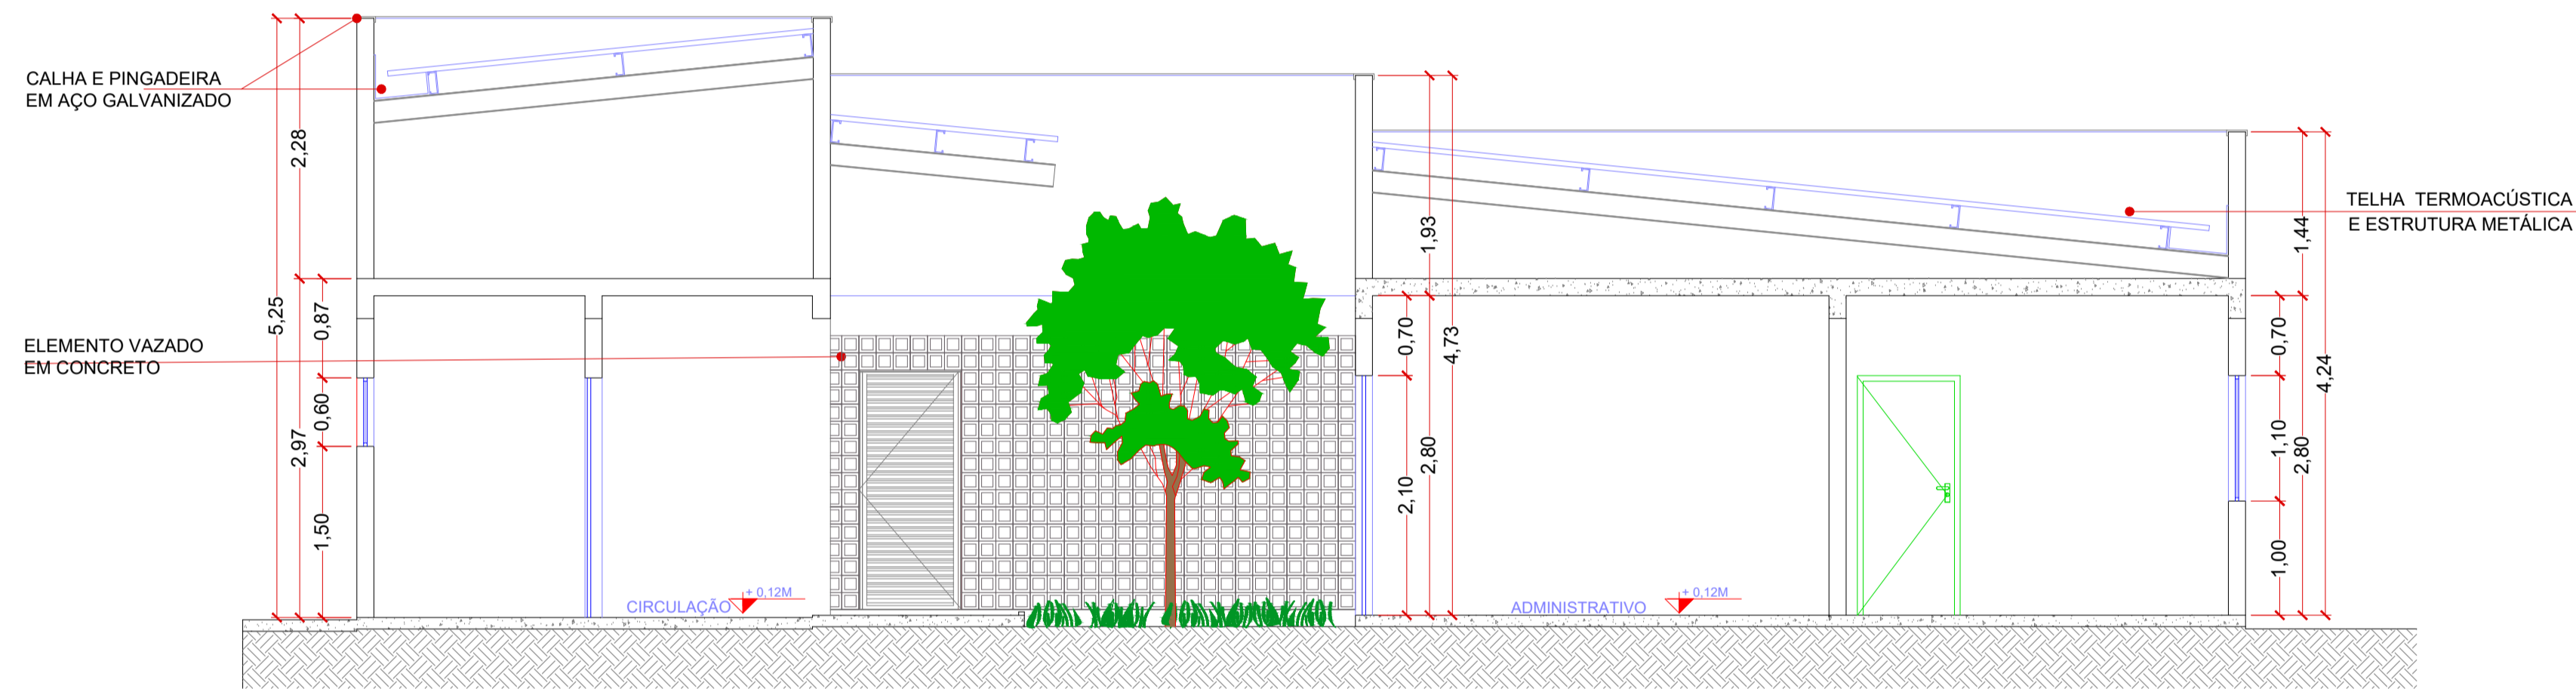 CALHA E PINGADEIRA
EM AÇO GALVANIZADO
ELEMENTO VAZADO
EM CONCRETO
5,25
2,28
2,97
0,87
0,60
1,50
CIRCULAÇÃO
+ 0,12M
1,93
4,73
0,70
2,80
2,10
ADMINISTRATIVO
+ 0,12M
TELHA TERMOACÚSTICA
E ESTRUTURA METÁLICA
1,44
4,24
0,70
1,10
2,80
1,00